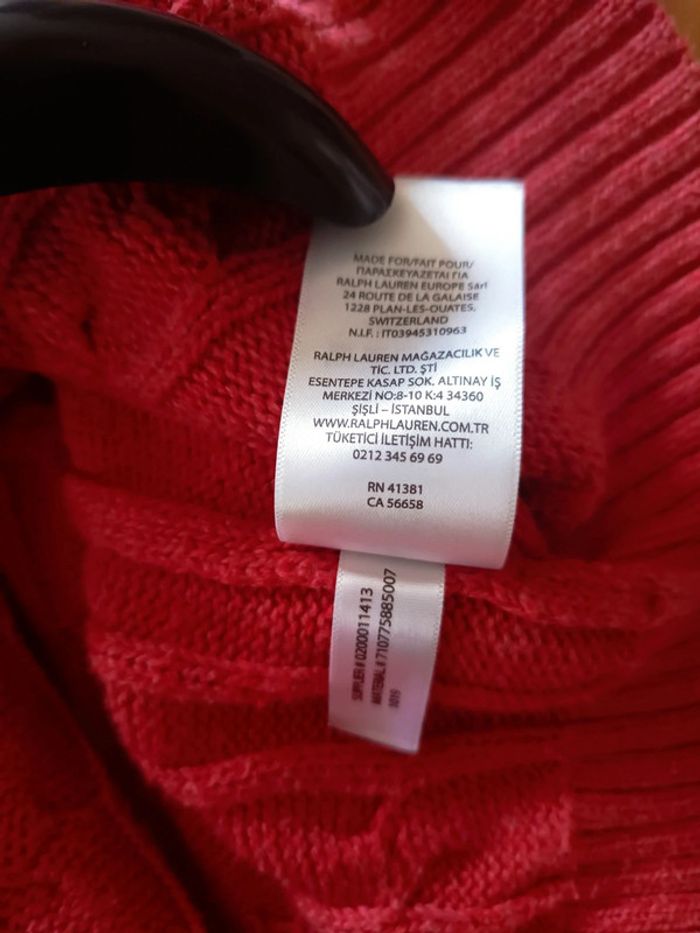 MADE FOR/FAIT POUR/
ΠΑΡΑΣΚΕΥΑΖΕΤΑΙ ΓΙΑ
RALPH LAUREN EUROPE Sarl
24 ROUTE DE LA GALAISE
1228 PLAN-LES-OUATES,
SWITZERLAND
N.I.F. : IT03945310963
RALPH LAUREN MAĞAZACILIK VE
TİC. LTD. ŞTİ
ESENTEPE KASAP SOK. ALTINAY İŞ
MERKEZİ NO:8-10 K:4 34360
ŞİŞLİ – İSTANBUL
WWW.RALPHLAUREN.COM.TR
TÜKETİCİ İLETİŞİM HATTI:
0212 345 69 69
RN 41381
CA 56658
SUPPLIER # 0200011413
MATERIAL # 710775885007